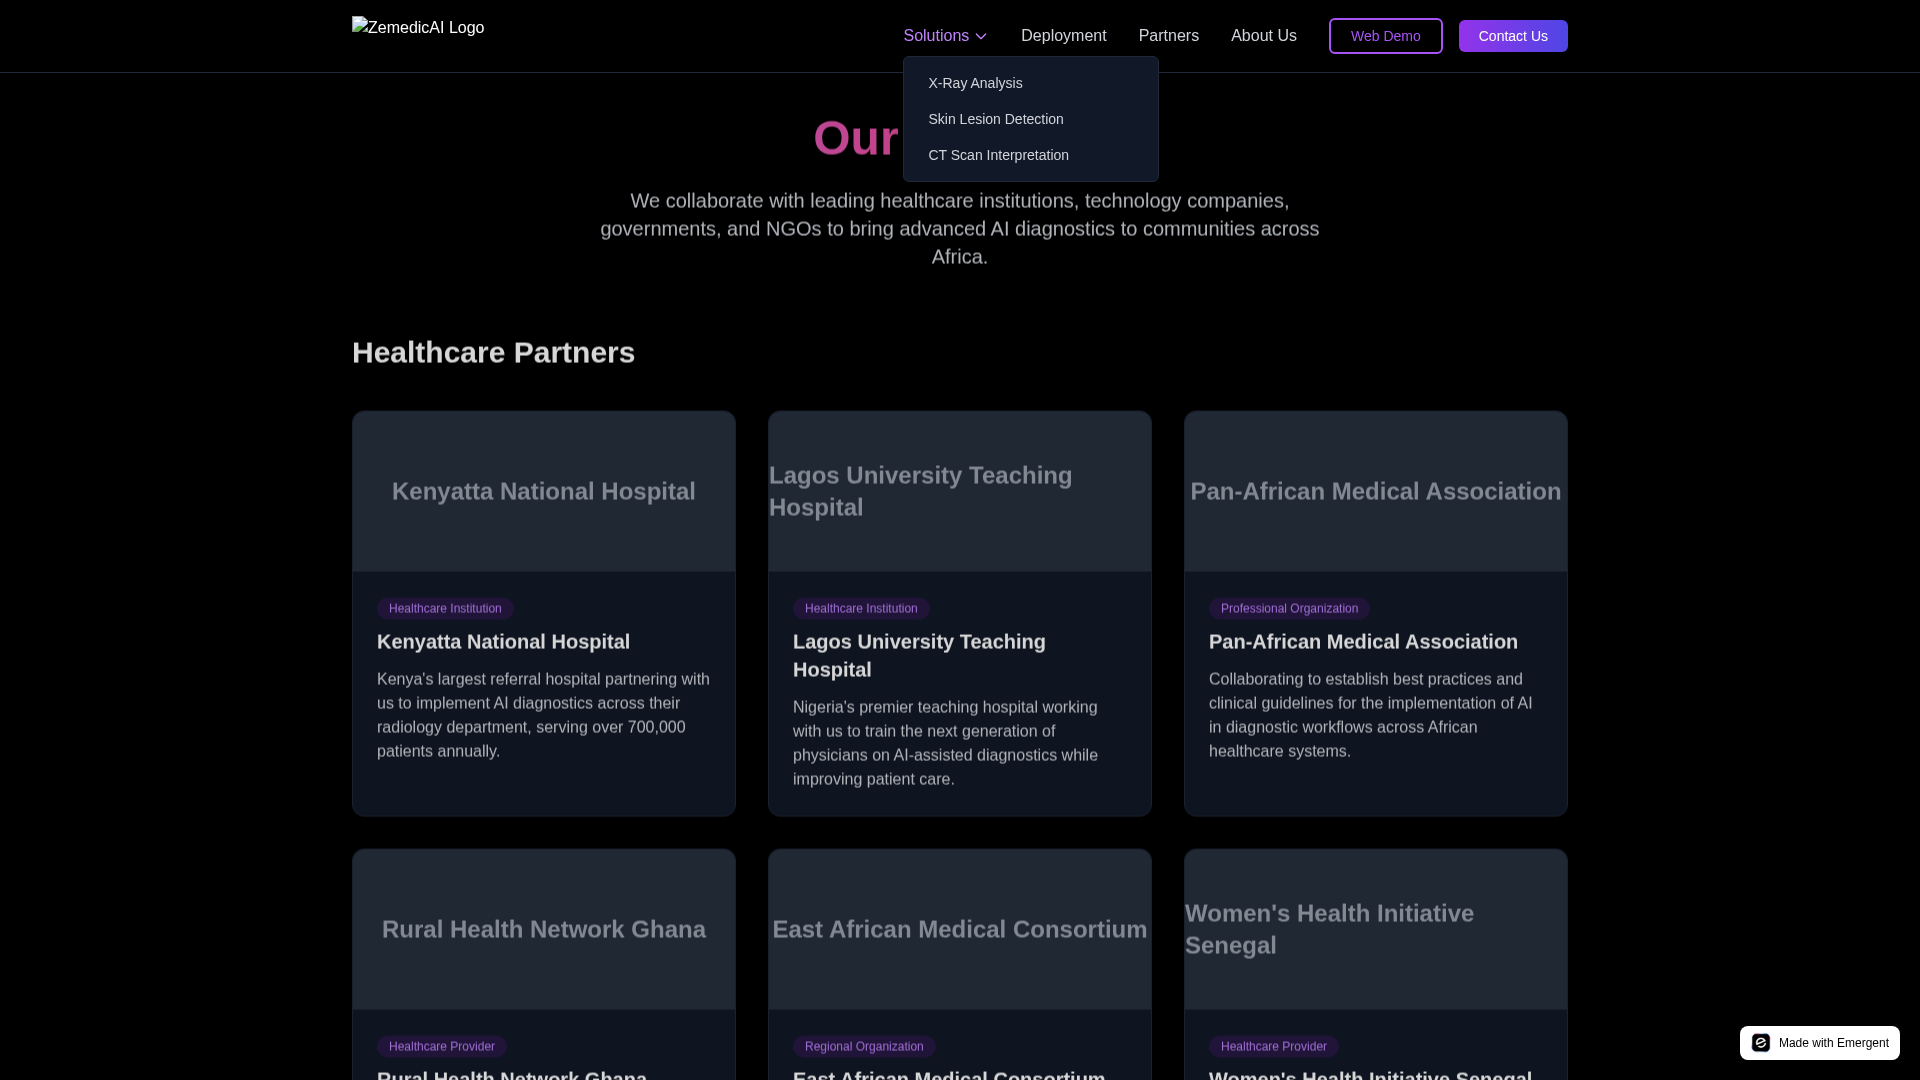 ZemedicAI Logo
Solutions
Deployment
Partners
About Us
Web Demo
Contact Us
X-Ray Analysis
Skin Lesion Detection
CT Scan Interpretation
Our
We collaborate with leading healthcare institutions, technology companies,
governments, and NGOs to bring advanced AI diagnostics to communities across
Africa.
Healthcare Partners
Kenyatta National Hospital
Healthcare Institution
Kenyatta National Hospital
Kenya's largest referral hospital partnering with
us to implement AI diagnostics across their
radiology department, serving over 700,000
patients annually.
Lagos University Teaching
Hospital
Healthcare Institution
Lagos University Teaching
Hospital
Nigeria's premier teaching hospital working
with us to train the next generation of
physicians on AI-assisted diagnostics while
improving patient care.
Pan-African Medical Association
Professional Organization
Pan-African Medical Association
Collaborating to establish best practices and
clinical guidelines for the implementation of AI
in diagnostic workflows across African
healthcare systems.
Rural Health Network Ghana
Healthcare Provider
Rural Health Network Ghana
East African Medical Consortium
Regional Organization
East African Medical Consortium
Women's Health Initiative
Senegal
Healthcare Provider
Women's Health Initiative Senegal
Made with Emergent